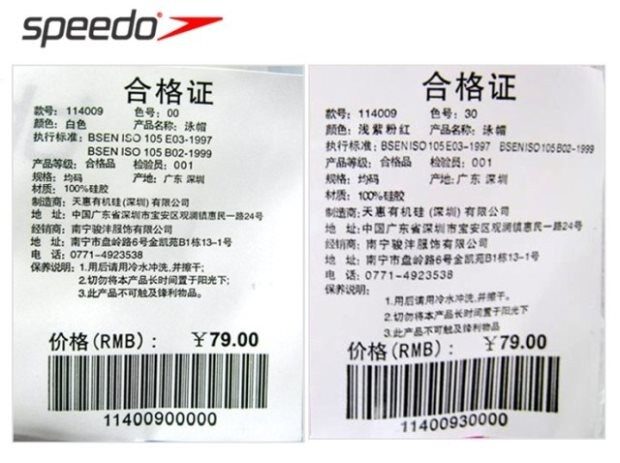 speedo
合格证
款号：114009 色号：00
颜色：白色 产品名称：泳帽
执行标准：BSEN ISO 105 E03-1997
BSEN ISO 105 B02-1999
产品等级：合格品 检验员：001
规格：均码 产地：广东 深圳
材质：100%硅胶
制造商：天惠有机硅(深圳)有限公司
地 址：中国广东省深圳市宝安区观澜镇惠民一路24号
经销商：南宁骏沣服饰有限公司
地 址：南宁市盘岭路6号金凯苑B1栋13-1号
电 话：0771-4923538
保养说明：1.用后请用冷水冲洗,并擦干。
2.切勿将本产品长时间置于阳光下；
3.此产品不可触及锋利物品。
价格(RMB)：￥79.00
11400900000
合格证
款号：114009 色号：30
颜色：浅紫粉红 产品名称：泳帽
执行标准：BSEN ISO 105 E03-1997
BSEN ISO 105 B02-1999
产品等级：合格品 检验员：001
规格：均码 产地：广东 深圳
材质：100%硅胶
制造商：天惠有机硅(深圳)有限公司
地 址：中国广东省深圳市宝安区观澜镇惠民一路24号
经销商：南宁骏沣服饰有限公司
地 址：南宁市盘岭路6号金凯苑B1栋13-1号
电 话：0771-4923538
保养说明：
1.用后请用冷水冲洗,并擦干。
2.切勿将本产品长时间置于阳光下
3.此产品不可触及锋利物品
价格(RMB)：￥79.00
11400930000